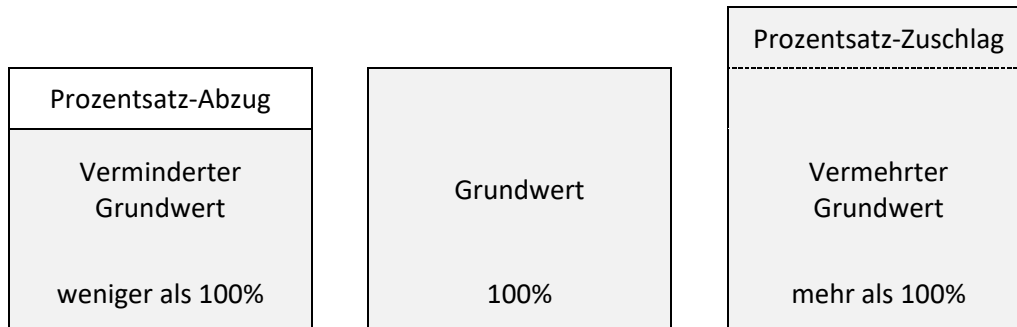 Prozentsatz-Abzug
Verminderter
Grundwert
weniger als 100%
Grundwert
100%
Prozentsatz-Zuschlag
Vermehrter
Grundwert
mehr als 100%